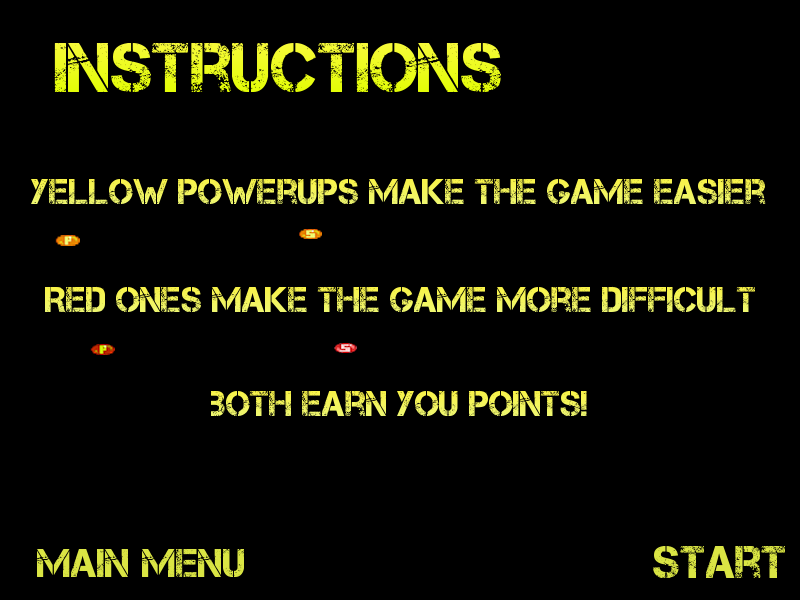 INSTRUCTIONS
YELLOW POWERUPS MAKE THE GAME EASIER
P S
RED ONES MAKE THE GAME MORE DIFFICULT
P S
BOTH EARN YOU POINTS!
MAIN MENU START